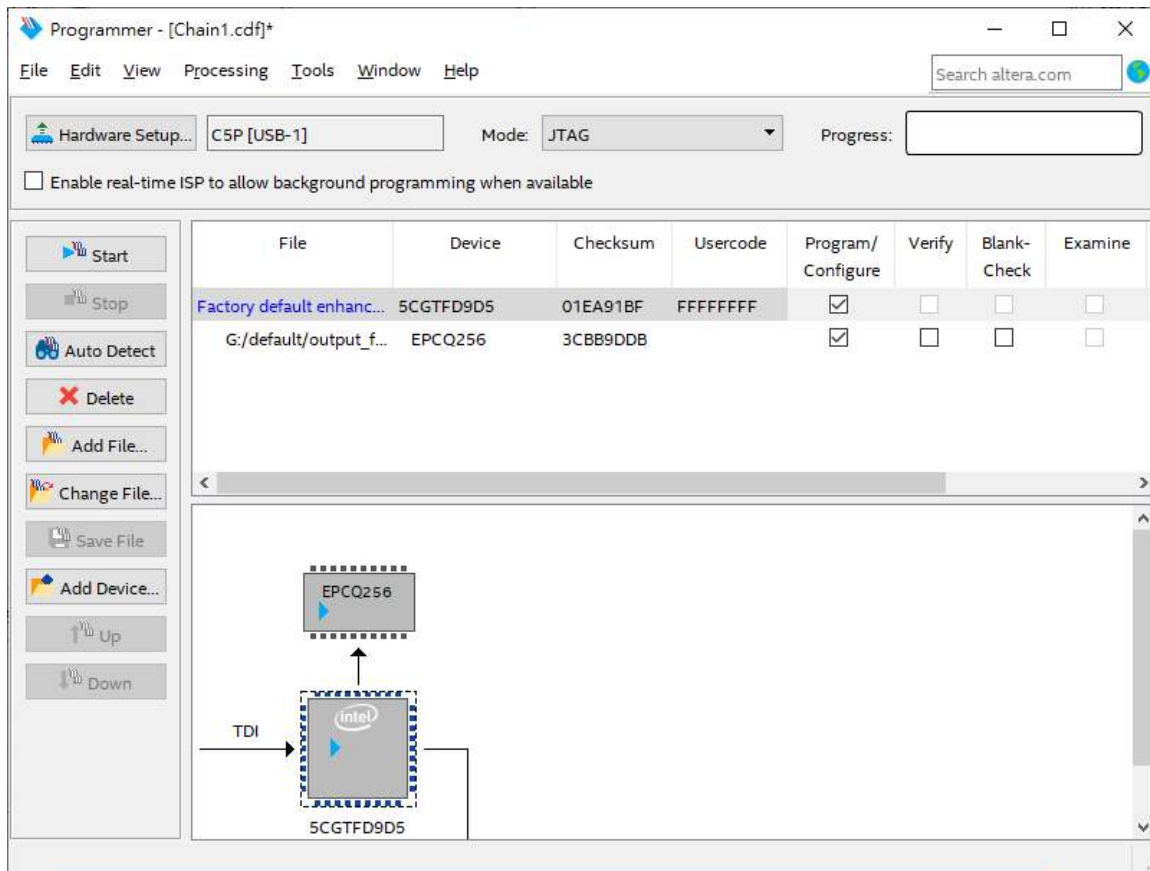 Programmer - [Chain1.cdf]*
File Edit View Processing Tools Window Help
Search altera.com
Hardware Setup... C5P [USB-1] Mode: JTAG Progress:
Enable real-time ISP to allow background programming when available
Start
Stop
Auto Detect
Delete
Add File...
Change File...
Save File
Add Device...
Up
Down
File Device Checksum Usercode Program/ Verify Blank- Examine
Configure Check
Factory default enhanc... 5CGTFD9D5 01EA91BF FFFFFFFF
G:/default/output_f... EPCQ256 3CBB9DDB
EPCQ256
intel
TDI
5CGTFD9D5